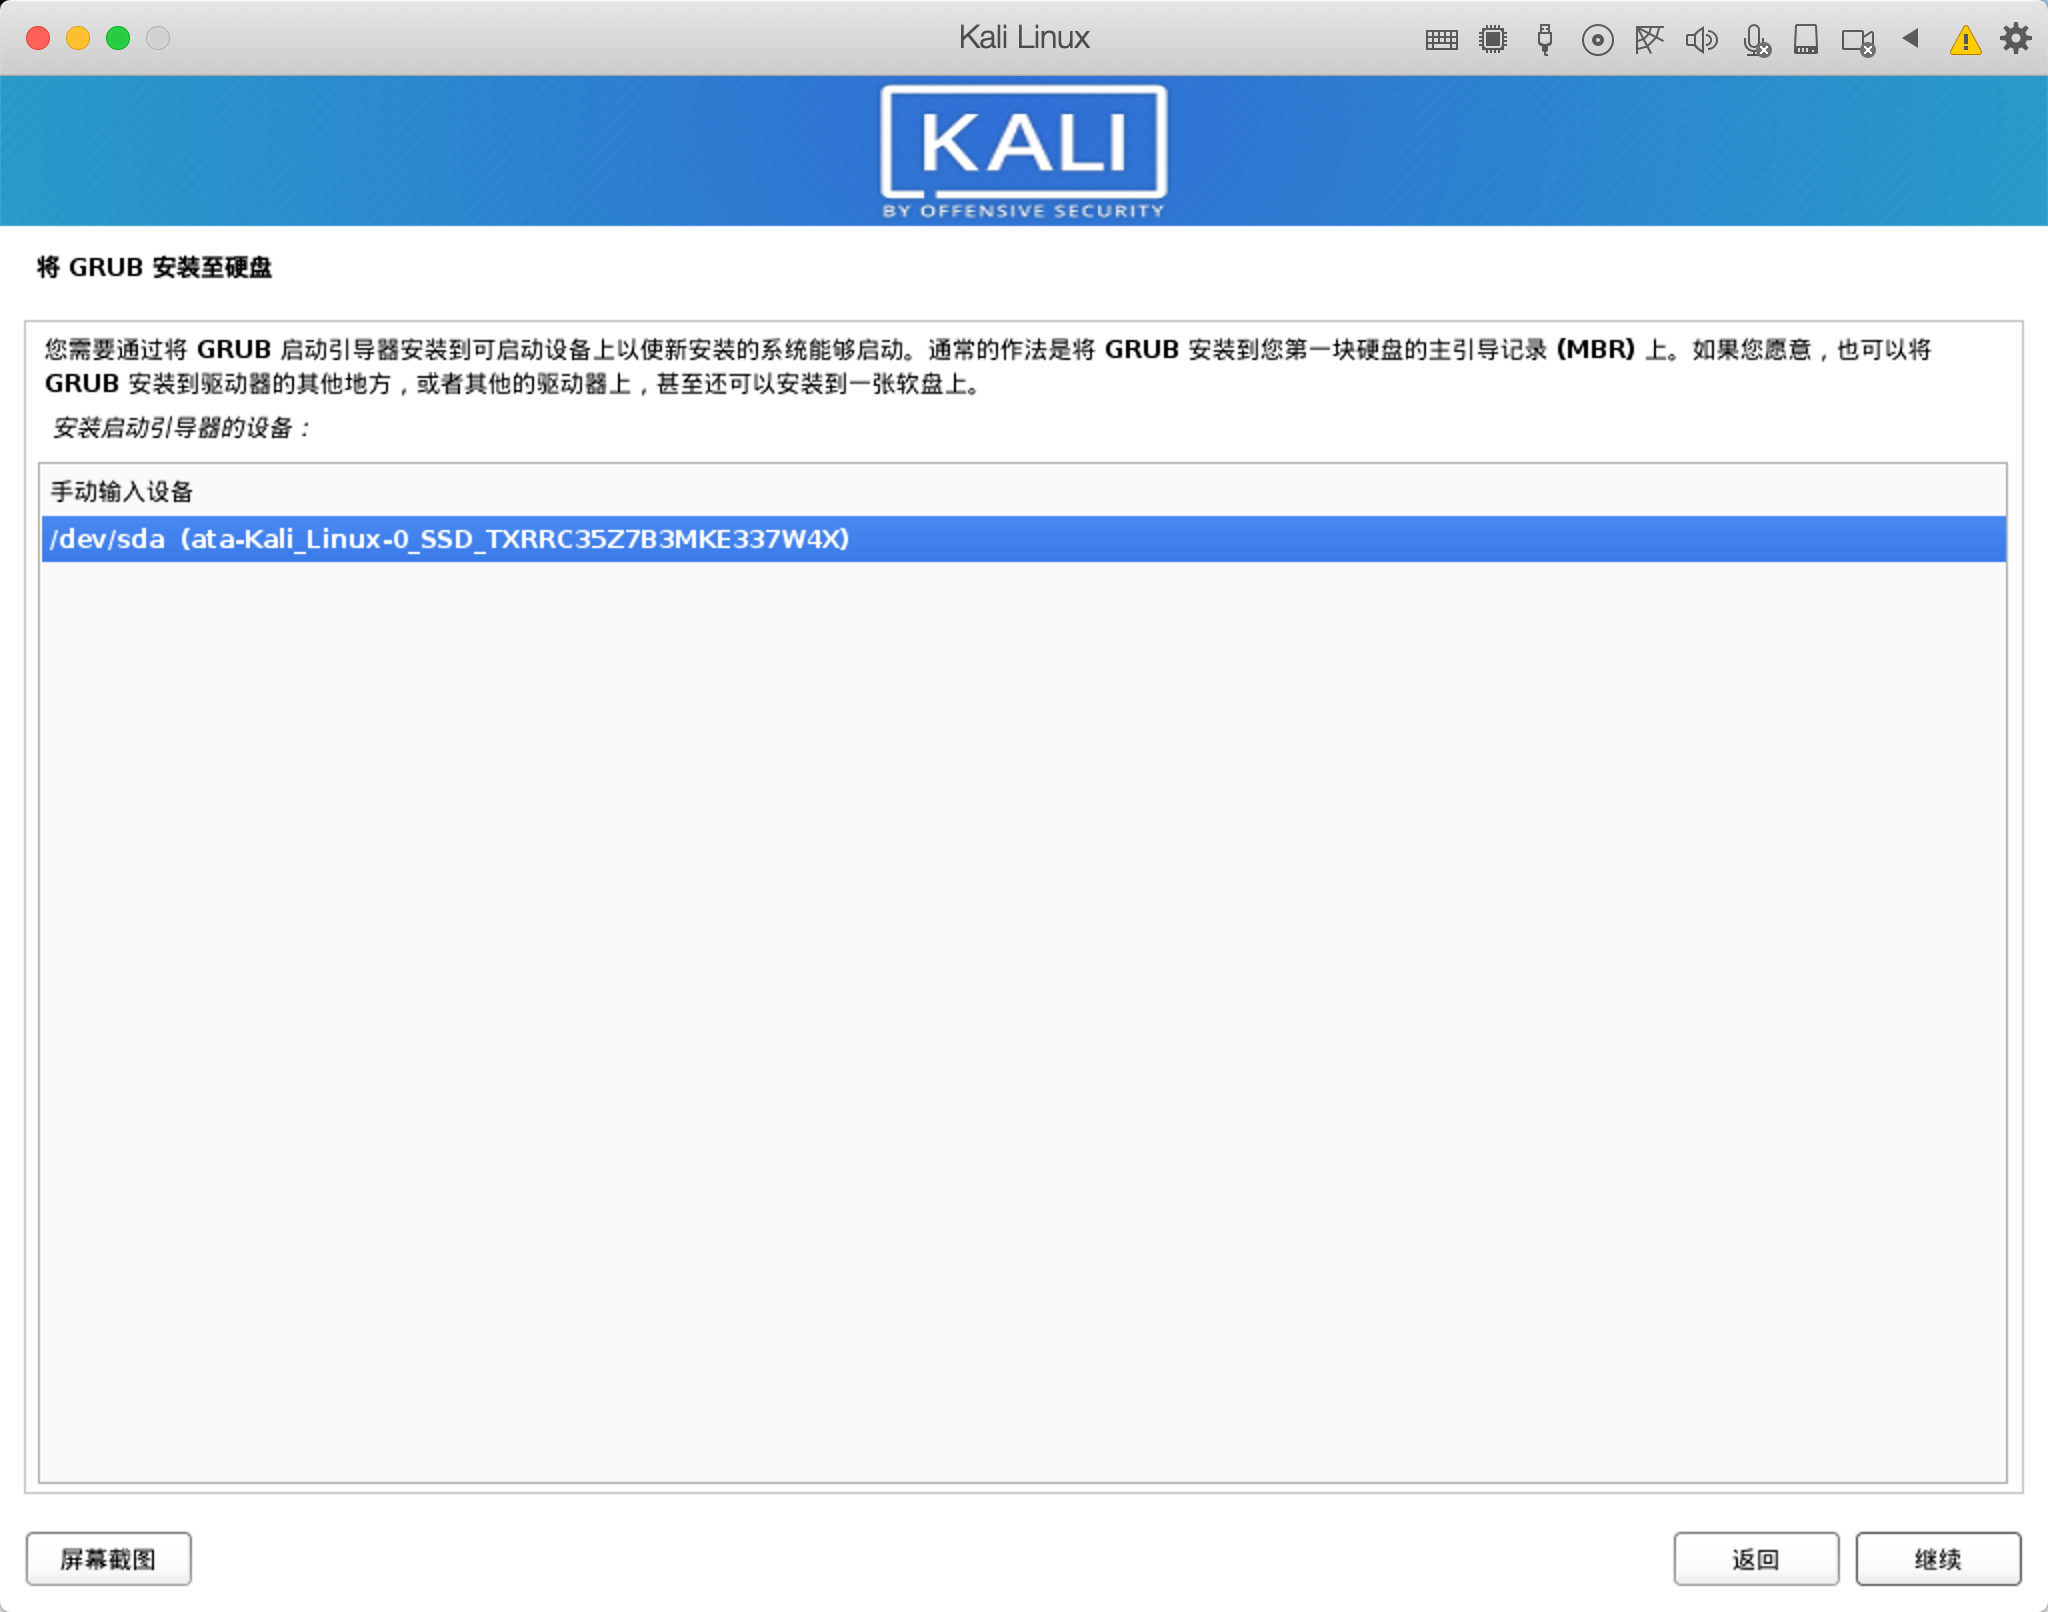 Kali Linux
KALI
BY OFFENSIVE SECURITY
将 GRUB 安装至硬盘
您需要通过将 GRUB 启动引导器安装到可启动设备上以使新安装的系统能够启动。通常的作法是将 GRUB 安装到您第一块硬盘的主引导记录 (MBR) 上。如果您愿意，也可以将
GRUB 安装到驱动器的其他地方，或者其他的驱动器上，甚至还可以安装到一张软盘上。
安装启动引导器的设备：
手动输入设备
/dev/sda  (ata-Kali_Linux-0_SSD_TXRRC35Z7B3MKE337W4X)
屏幕截图
返回
继续